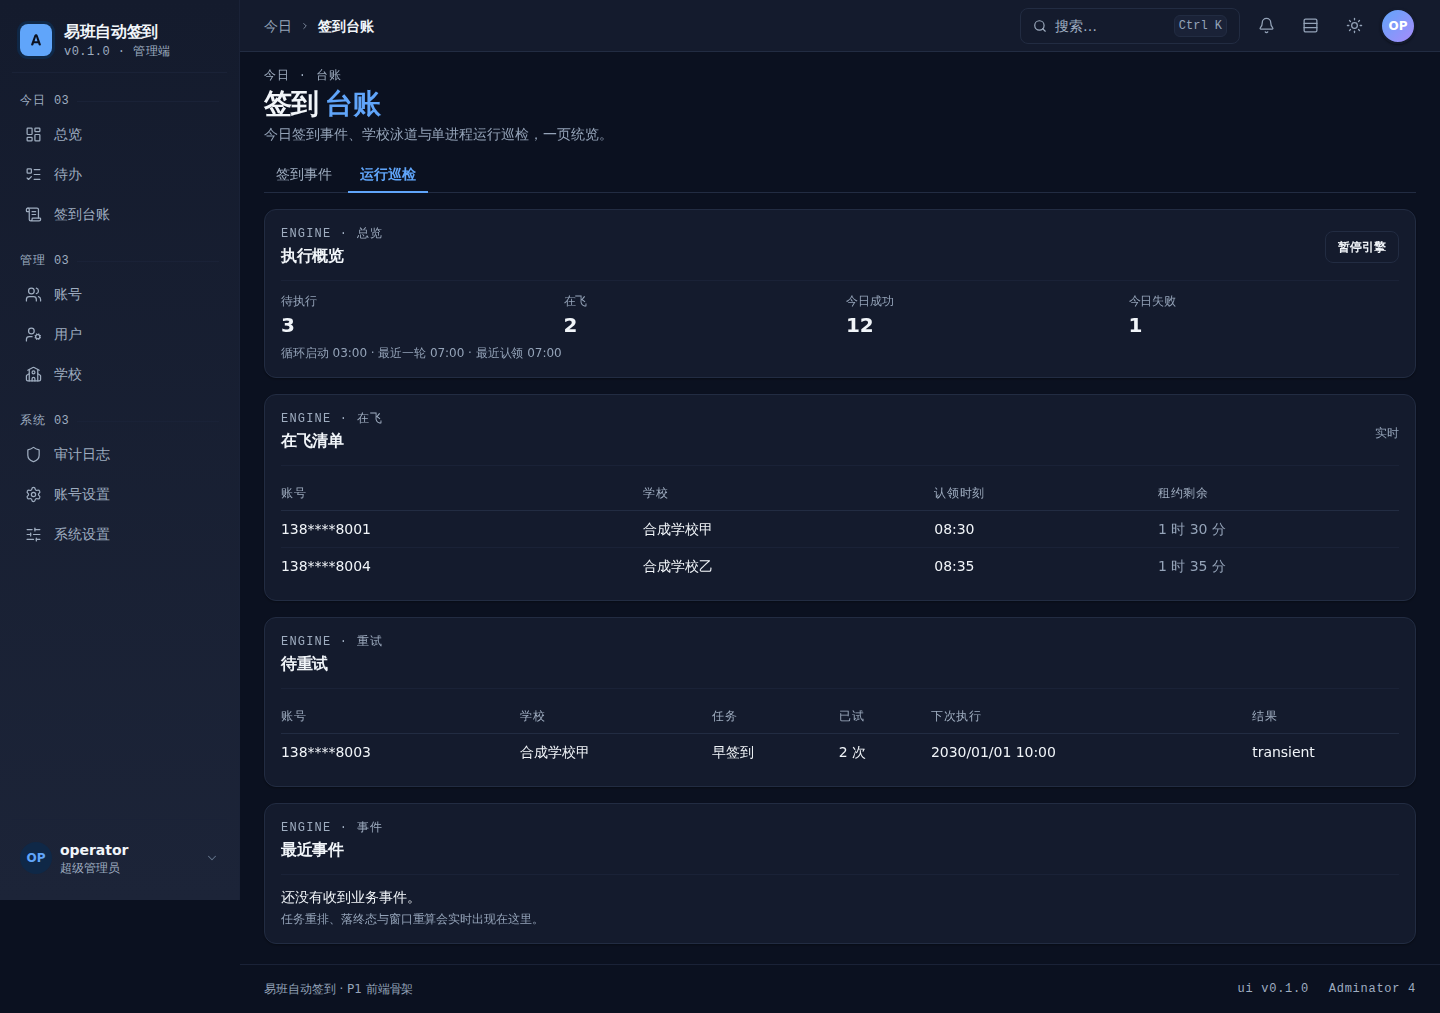 A
易班自动签到
v0.1.0 · 管理端
今日 03
总览
待办
签到台账
管理 03
账号
用户
学校
系统 03
审计日志
账号设置
系统设置
OP
operator
超级管理员
今日 › 签到台账
搜索… Ctrl K
OP
今日 · 台账
签到 台账
今日签到事件、学校泳道与单进程运行巡检，一页统览。
签到事件 运行巡检
ENGINE · 总览
执行概览
暂停引擎
待执行 在飞 今日成功 今日失败
3 2 12 1
循环启动 03:00 · 最近一轮 07:00 · 最近认领 07:00
ENGINE · 在飞
在飞清单
实时
账号 学校 认领时刻 租约剩余
138****8001 合成学校甲 08:30 1 时 30 分
138****8004 合成学校乙 08:35 1 时 35 分
ENGINE · 重试
待重试
账号 学校 任务 已试 下次执行 结果
138****8003 合成学校甲 早签到 2 次 2030/01/01 10:00 transient
ENGINE · 事件
最近事件
还没有收到业务事件。
任务重排、落终态与窗口重算会实时出现在这里。
易班自动签到 · P1 前端骨架
ui v0.1.0 Adminator 4